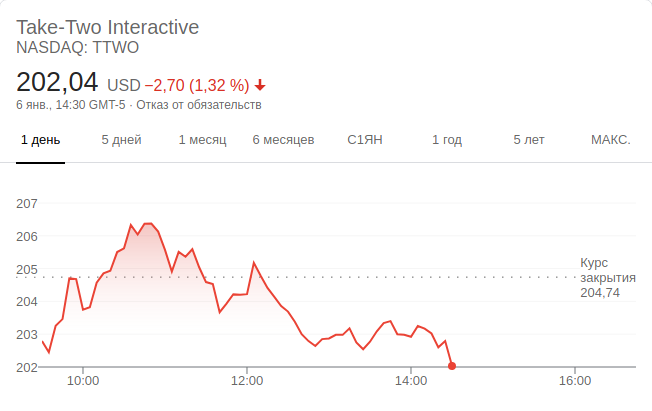 Take-Two Interactive
NASDAQ: TTWO
202,04 USD −2,70 (1,32 %)
6 янв., 14:30 GMT-5 · Отказ от обязательств
1 день 5 дней 1 месяц 6 месяцев С1ЯН 1 год 5 лет МАКС.
207
206
205
204
203
202
Курс
закрытия
204,74
10:00 12:00 14:00 16:00